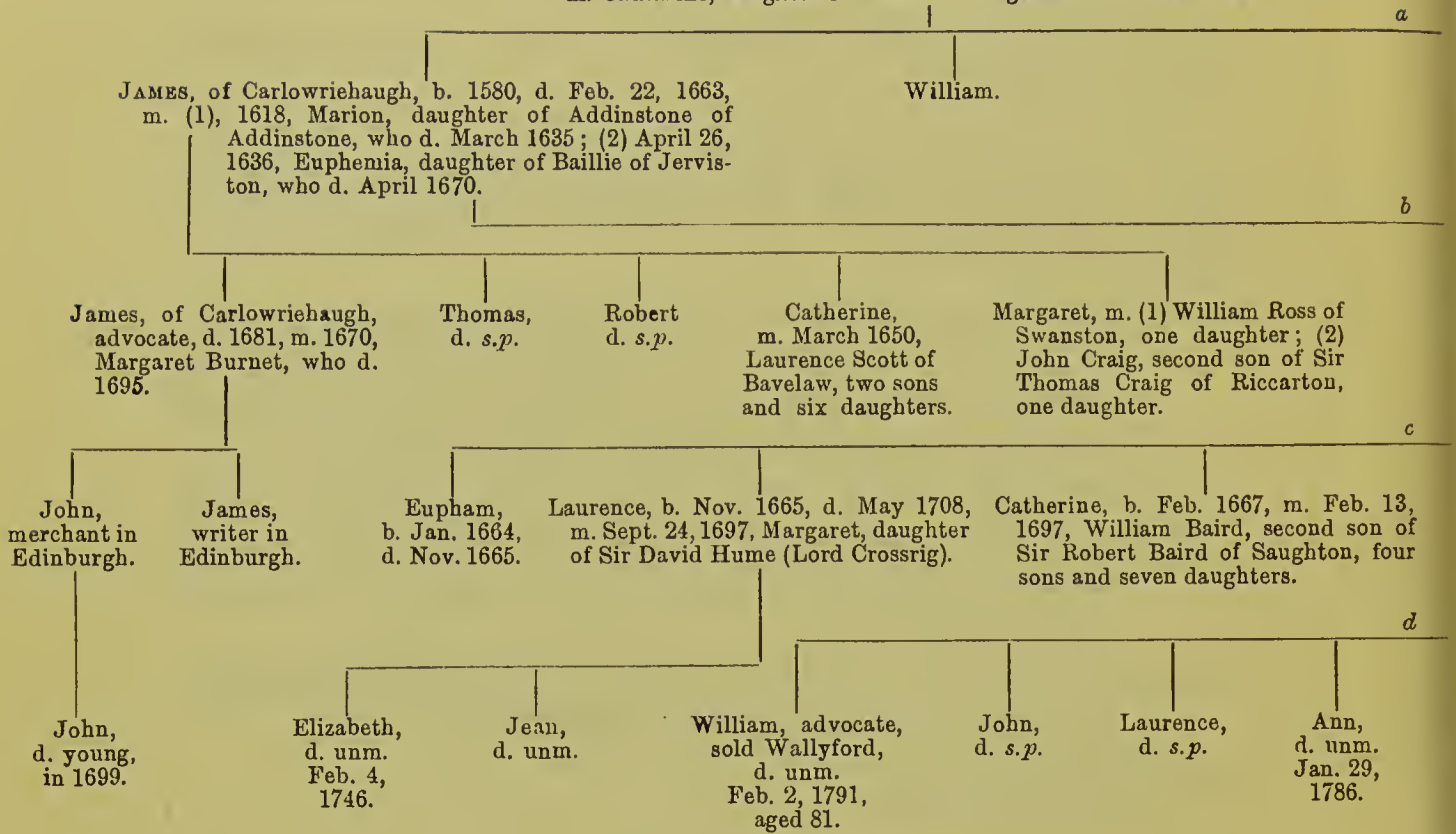 a
JAMES, of Carlowriehaugh, b. 1580, d. Feb. 22, 1663,
m. (1), 1618, Marion, daughter of Addinstone of
Addinstone, who d. March 1635; (2) April 26,
1636, Euphemia, daughter of Baillie of Jervis-
ton, who d. April 1670.
William.
b
James, of Carlowriehaugh,
advocate, d. 1681, m. 1670,
Margaret Burnet, who d.
1695.
Thomas,
d. s.p.
Robert
d. s.p.
Catherine,
m. March 1650,
Laurence Scott of
Bavelaw, two sons
and six daughters.
Margaret, m. (1) William Ross of
Swanston, one daughter; (2)
John Craig, second son of Sir
Thomas Craig of Riccarton,
one daughter.
c
John,
merchant in
Edinburgh.
James,
writer in
Edinburgh.
Eupham,
b. Jan. 1664,
d. Nov. 1665.
Laurence, b. Nov. 1665, d. May 1708,
m. Sept. 24, 1697, Margaret, daughter
of Sir David Hume (Lord Crossrig).
Catherine, b. Feb. 1667, m. Feb. 13,
1697, William Baird, second son of
Sir Robert Baird of Saughton, four
sons and seven daughters.
d
John,
d. young,
in 1699.
Elizabeth,
d. unm.
Feb. 4,
1746.
Jean,
d. unm.
William, advocate,
sold Wallyford,
d. unm.
Feb. 2, 1791,
aged 81.
John,
d. s.p.
Laurence,
d. s.p.
Ann,
d. unm.
Jan. 29,
1786.